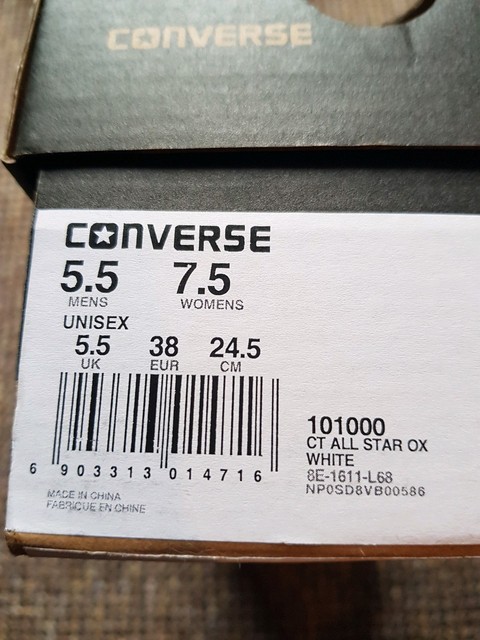 CONVERSE
CONVERSE
5.5 7.5
MENS WOMENS
UNISEX
5.5 38 24.5
UK EUR CM
6 903313 014716
101000
CT ALL STAR OX
WHITE
8E-1611-L68
NP0SD8VB00586
MADE IN CHINA
FABRIQUE EN CHINE